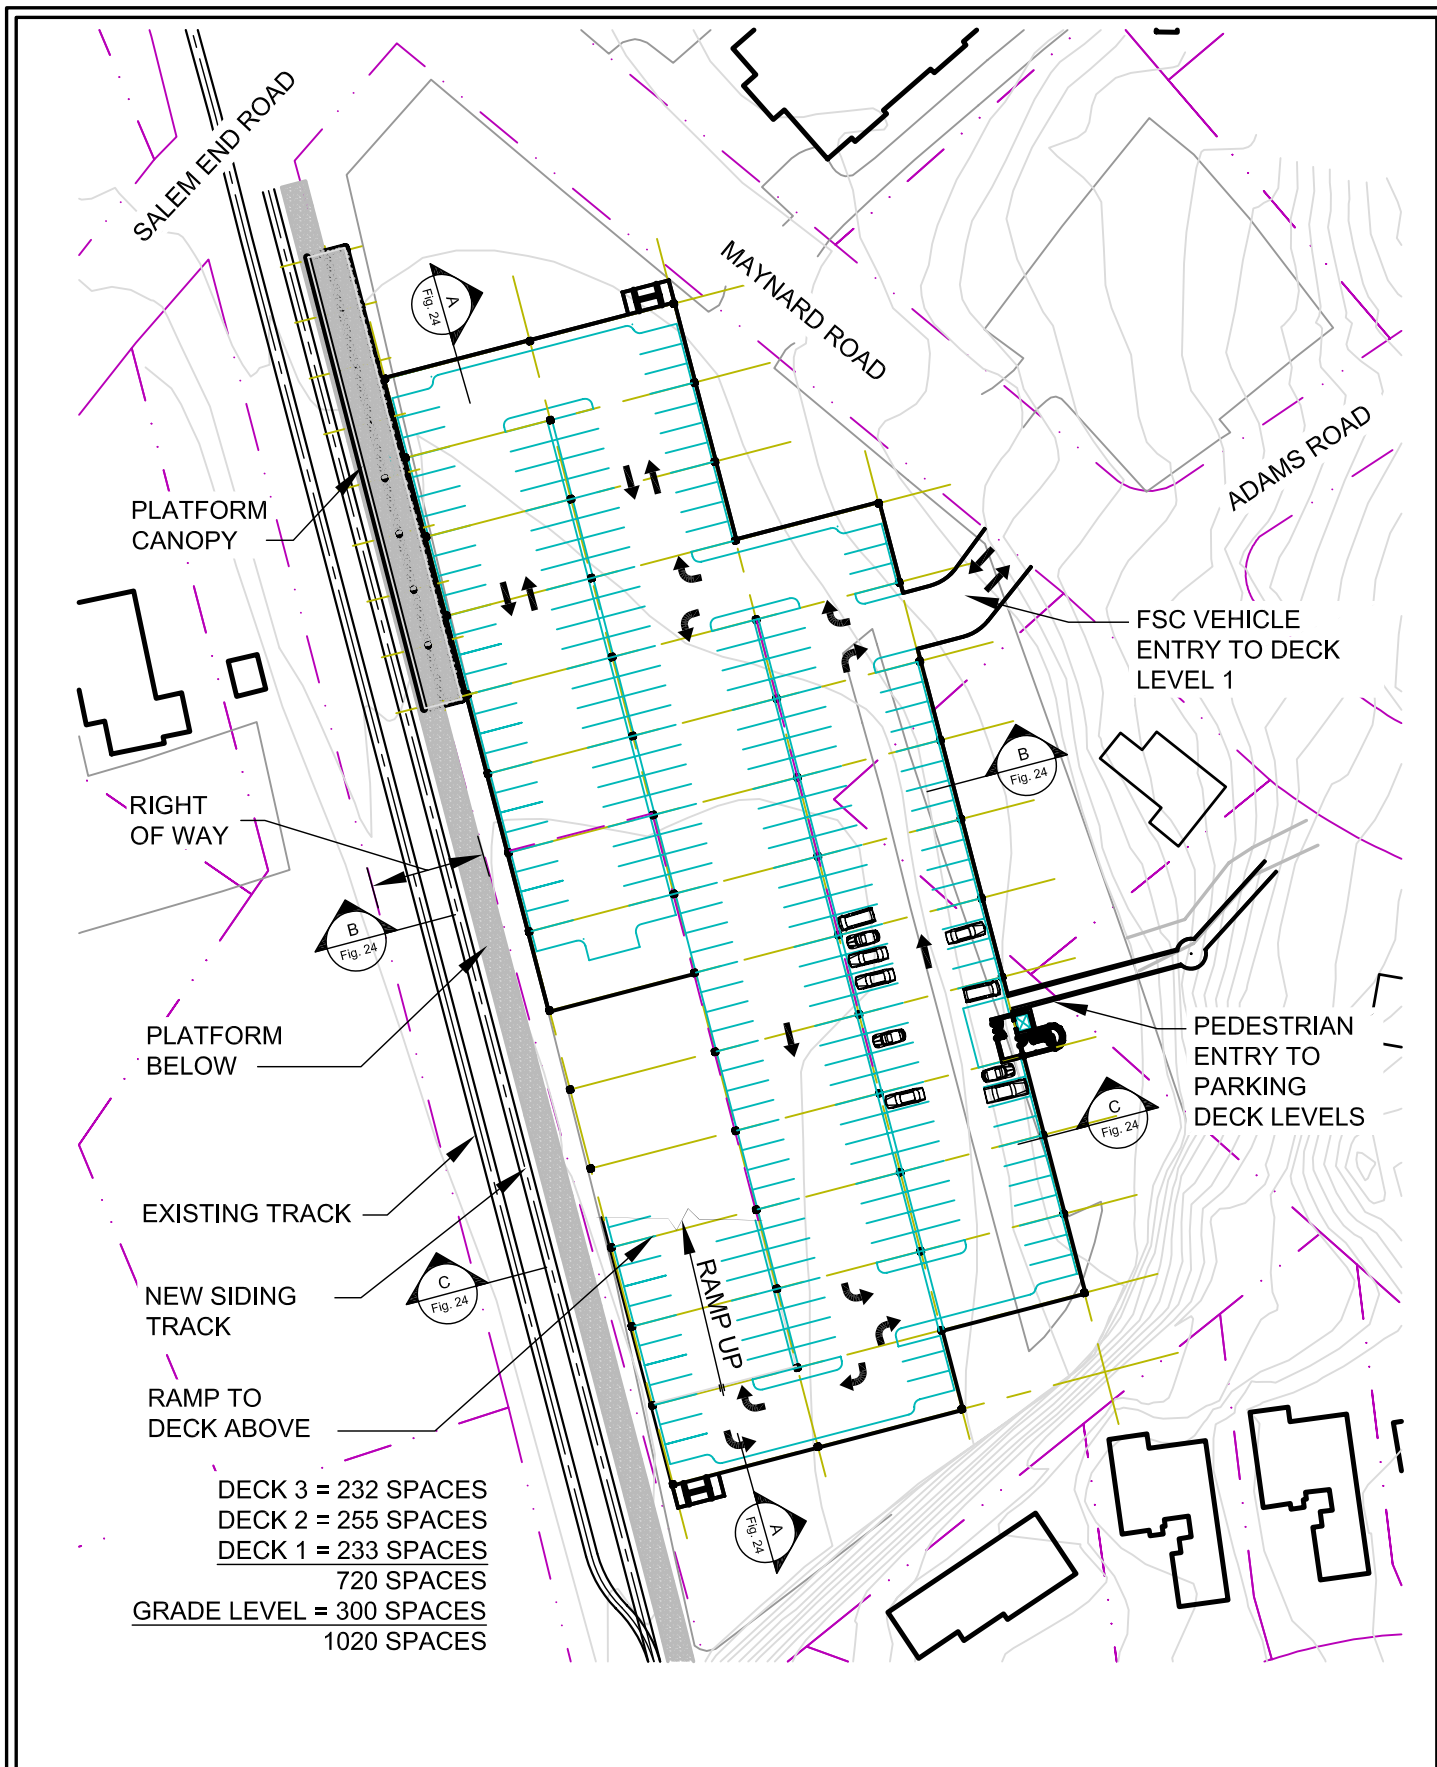 SALEM END ROAD
MAYNARD ROAD
ADAMS ROAD
A
Fig. 24
PLATFORM
CANOPY
FSC VEHICLE
ENTRY TO DECK
LEVEL 1
B
Fig. 24
RIGHT
OF WAY
B
Fig. 24
PLATFORM
BELOW
PEDESTRIAN
ENTRY TO
PARKING
DECK LEVELS
C
Fig. 24
EXISTING TRACK
NEW SIDING
TRACK
C
Fig. 24
RAMP UP
RAMP TO
DECK ABOVE
DECK 3 = 232 SPACES
DECK 2 = 255 SPACES
DECK 1 = 233 SPACES
720 SPACES
GRADE LEVEL = 300 SPACES
1020 SPACES
A
Fig. 24